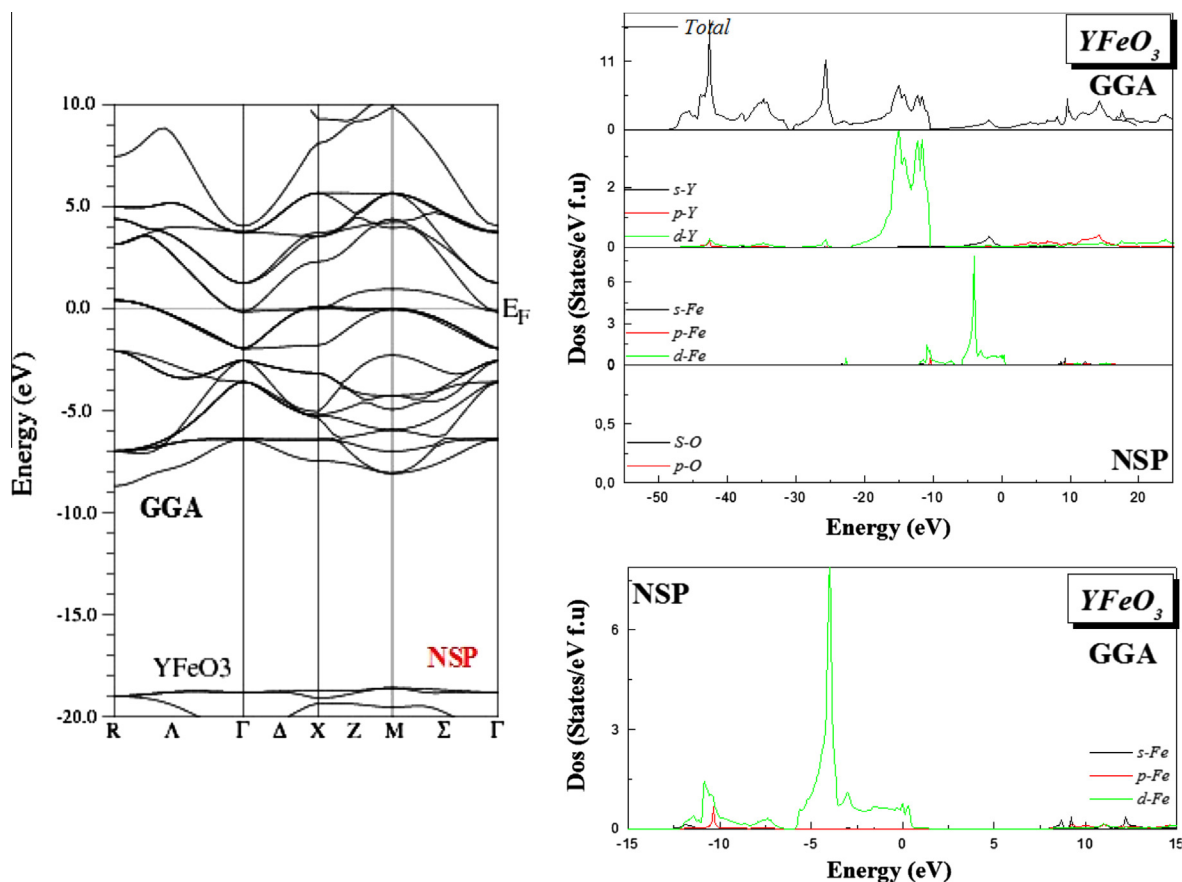 10.0
5.0
0.0
-5.0
-10.0
-15.0
-20.0
Energy (eV)
E_F
GGA
YFeO3
NSP
R Λ Γ Δ X Z M Σ Γ
Total
YFeO₃
GGA
11
0
2
0
s-Y
p-Y
d-Y
6
3
0
s-Fe
p-Fe
d-Fe
0,5
0,0
S-O
p-O
NSP
Dos (States/eV f.u)
-50 -40 -30 -20 -10 0 10 20
Energy (eV)
NSP
YFeO₃
GGA
6
3
0
Dos (States/eV f.u)
s-Fe
p-Fe
d-Fe
-15 -10 -5 0 5 10 15
Energy (eV)